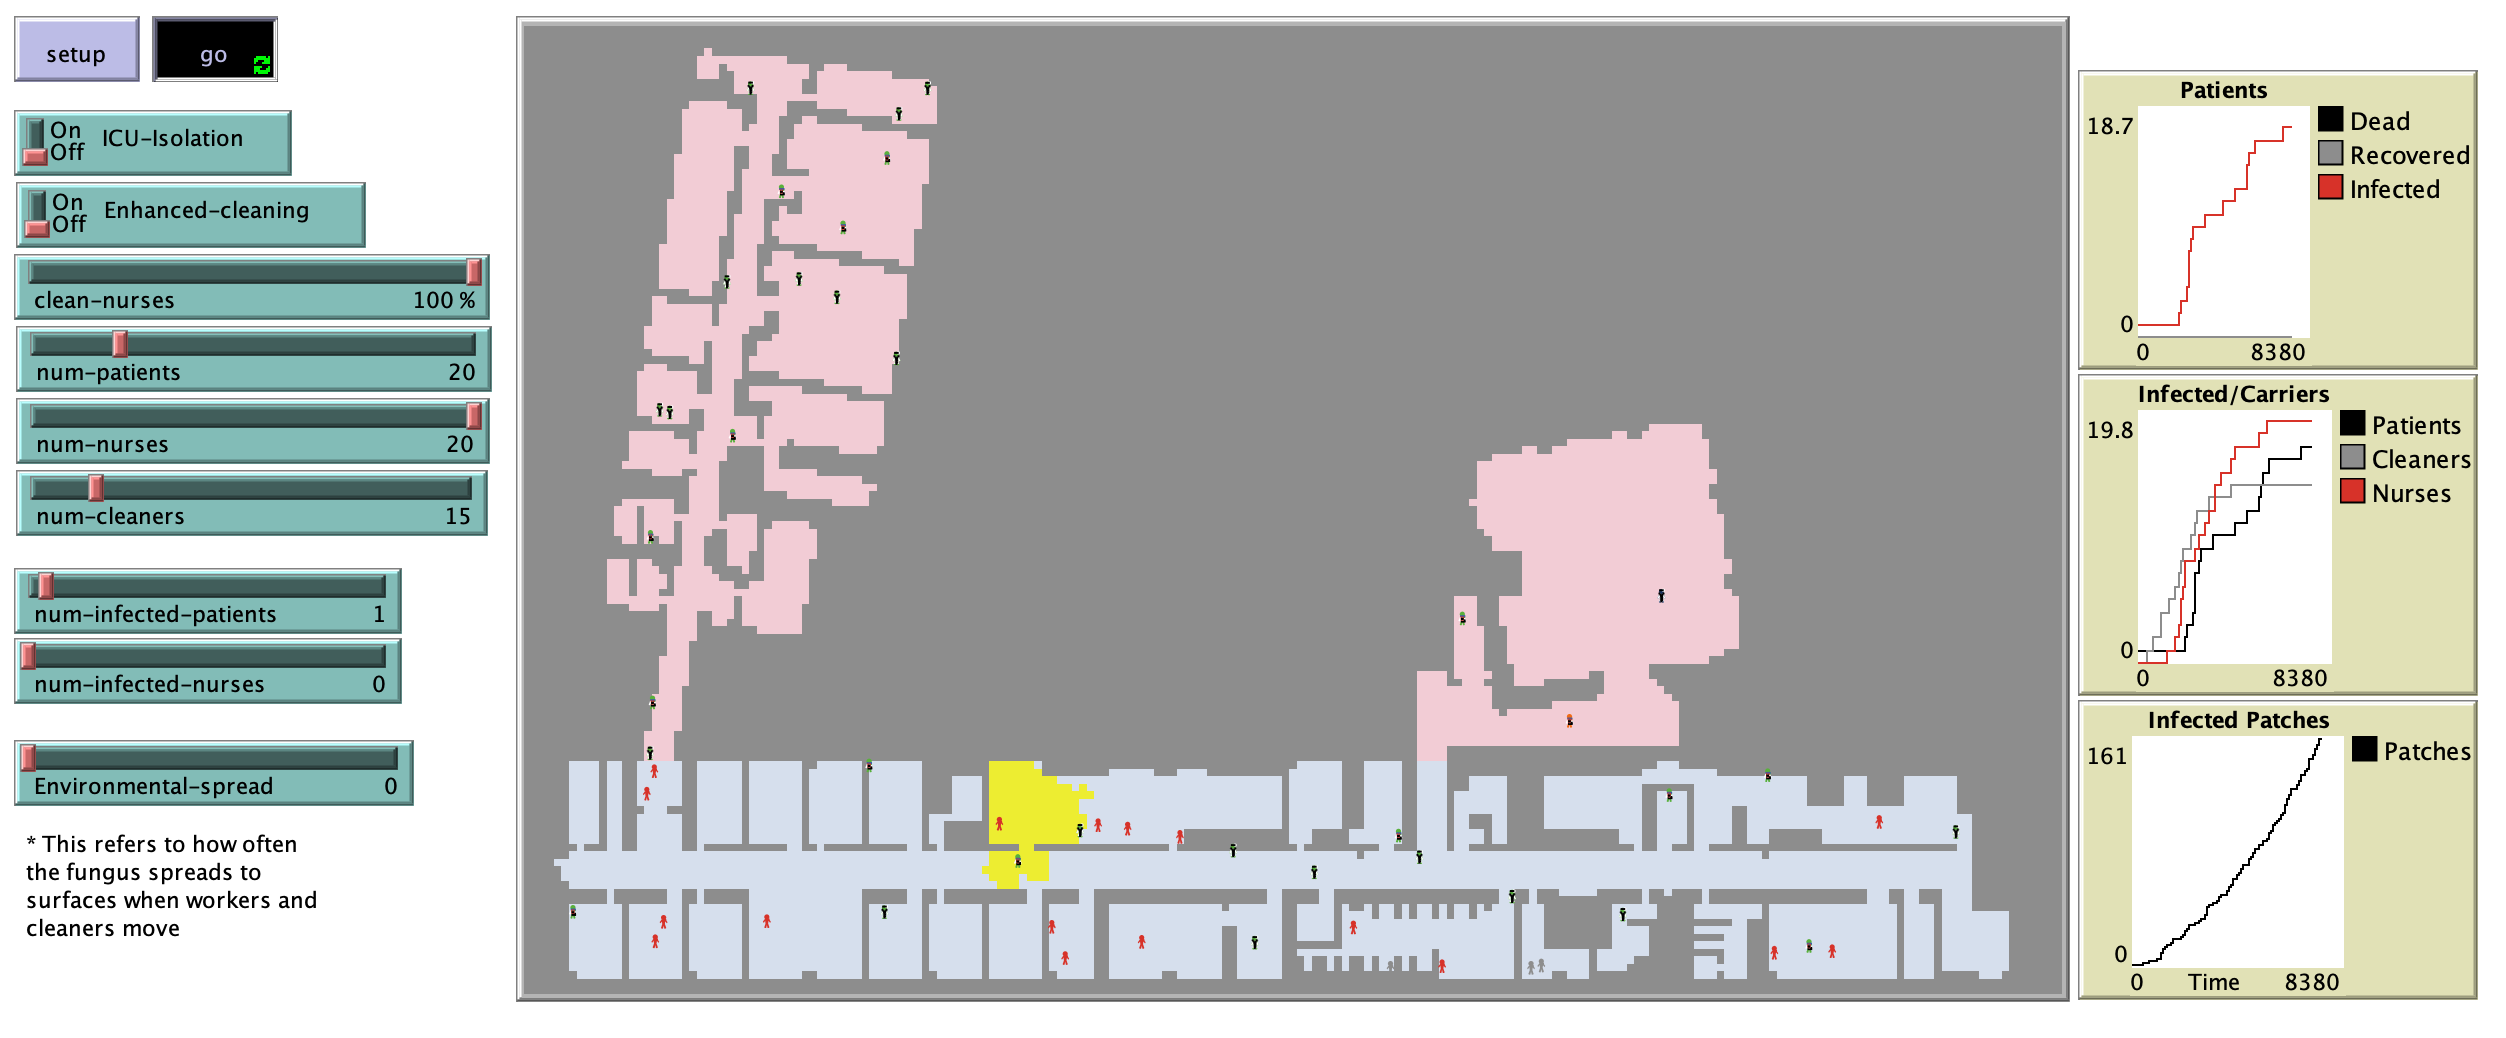 setup
go
On
Off
ICU-Isolation
On
Off
Enhanced-cleaning
clean-nurses 100 %
num-patients 20
num-nurses 20
num-cleaners 15
num-infected-patients 1
num-infected-nurses 0
Environmental-spread 0
* This refers to how often
the fungus spreads to
surfaces when workers and
cleaners move
Patients
18.7
0
0 8380
Dead
Recovered
Infected
Infected/Carriers
19.8
0
0 8380
Patients
Cleaners
Nurses
Infected Patches
161
0
0 Time 8380
Patches